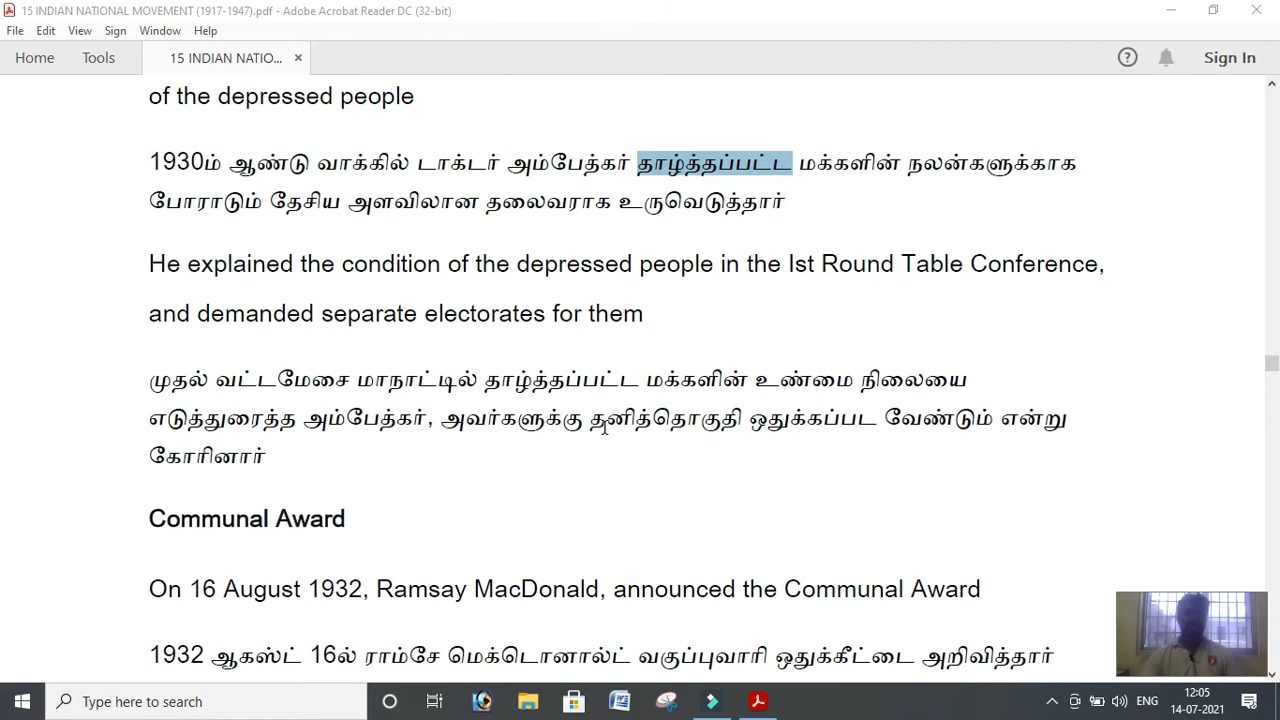 15 INDIAN NATIONAL MOVEMENT (1917-1947).pdf - Adobe Acrobat Reader DC (32-bit)
File Edit View Sign Window Help
Home Tools 15 INDIAN NATIO... × Sign In
of the depressed people
1930ம் ஆண்டு வாக்கில் டாக்டர் அம்பேத்கர் தாழ்த்தப்பட்ட மக்களின் நலன்களுக்காக
போராடும் தேசிய அளவிலான தலைவராக உருவெடுத்தார்
He explained the condition of the depressed people in the Ist Round Table Conference,
and demanded separate electorates for them
முதல் வட்டமேசை மாநாட்டில் தாழ்த்தப்பட்ட மக்களின் உண்மை நிலையை
எடுத்துரைத்த அம்பேத்கர், அவர்களுக்கு தனித்தொகுதி ஒதுக்கப்பட வேண்டும் என்று
கோரினார்
Communal Award
On 16 August 1932, Ramsay MacDonald, announced the Communal Award
1932 ஆகஸ்ட் 16ல் ராம்சே மெக்டொனால்ட் வகுப்புவாரி ஒதுக்கீட்டை அறிவித்தார்
Type here to search
ENG
12:05
14-07-2021